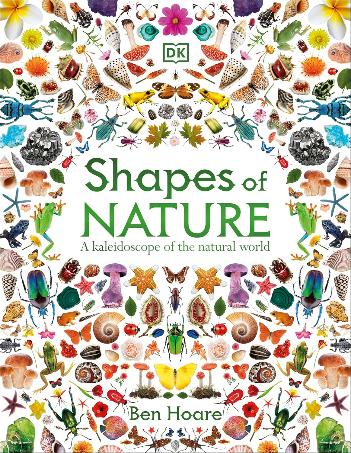 DK
Shapes of
NATURE
A kaleidoscope of the natural world
Ben Hoare